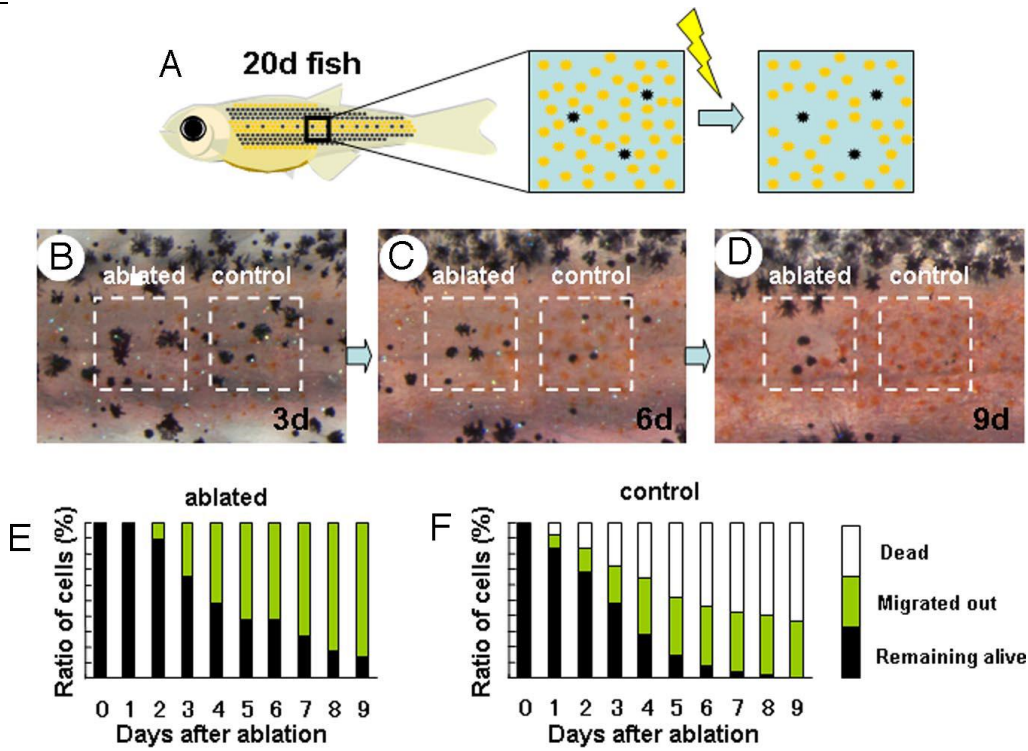 A
20d fish
B
ablated
control
3d
C
ablated
control
6d
D
ablated
control
9d
E
ablated
Ratio of cells (%)
0 1 2 3 4 5 6 7 8 9
Days after ablation
F
control
Ratio of cells (%)
0 1 2 3 4 5 6 7 8 9
Days after ablation
Dead
Migrated out
Remaining alive